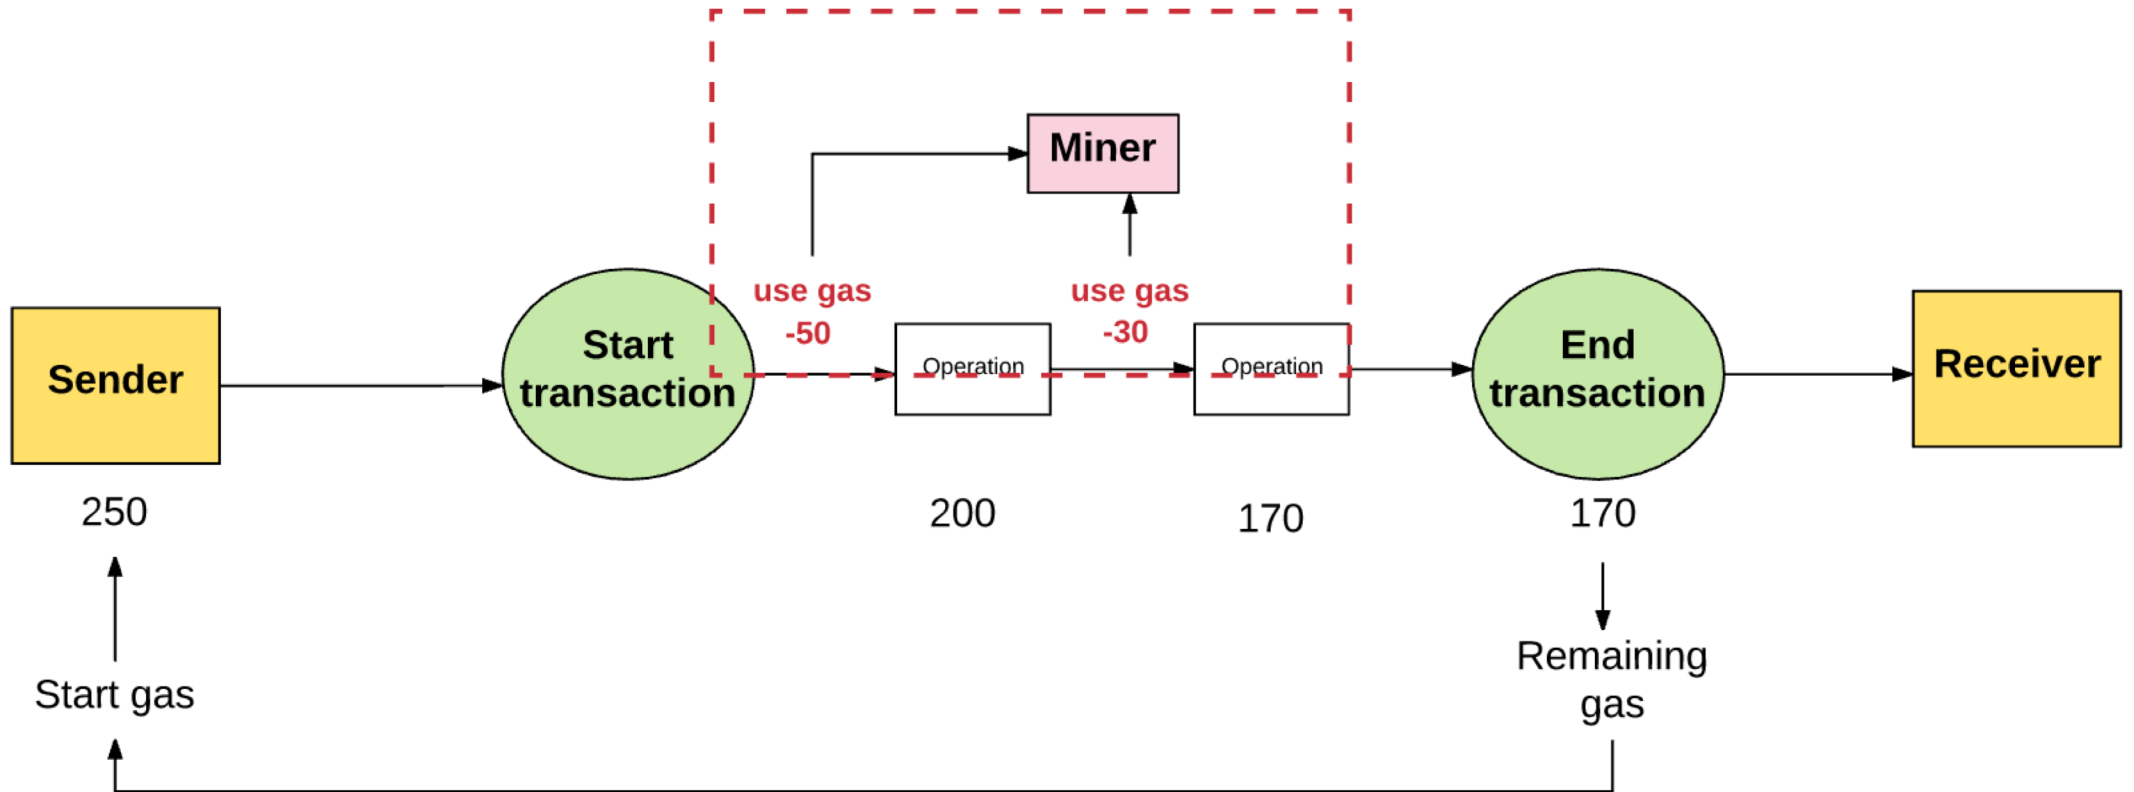 Miner
use gas
-50
use gas
-30
Sender
Start
transaction
Operation
Operation
End
transaction
Receiver
250
200
170
170
Start gas
Remaining
gas